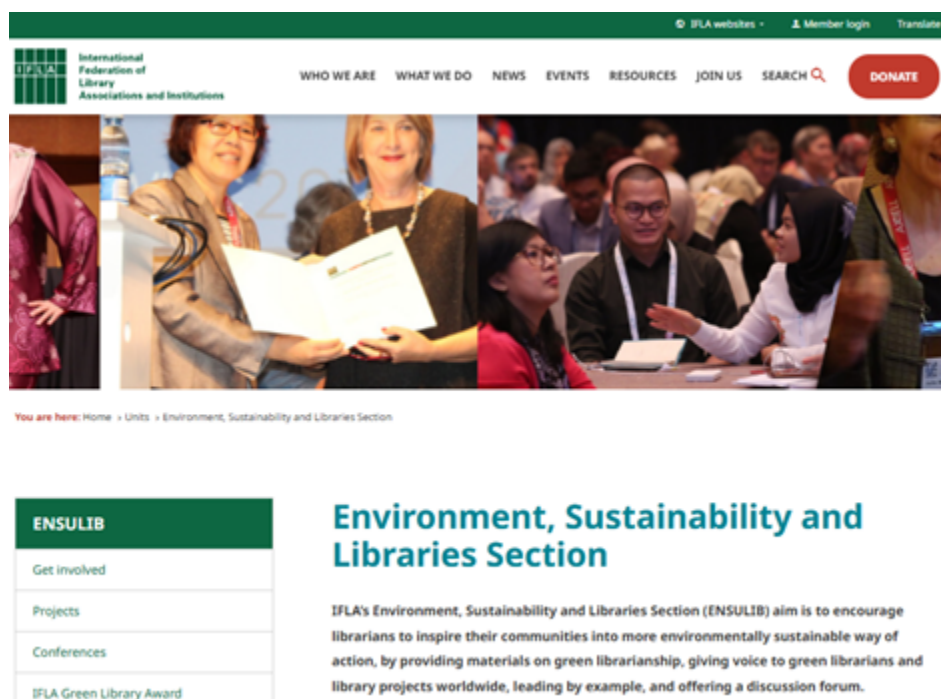 IFLA websites
Member login
Translate
IFLA
International
Federation of
Library
Associations and Institutions
WHO WE ARE
WHAT WE DO
NEWS
EVENTS
RESOURCES
JOIN US
SEARCH
DONATE
You are here: Home › Units › Environment, Sustainability and Libraries Section
ENSULIB
Get involved
Projects
Conferences
IFLA Green Library Award
Environment, Sustainability and
Libraries Section
IFLA's Environment, Sustainability and Libraries Section (ENSULIB) aim is to encourage
librarians to inspire their communities into more environmentally sustainable way of
action, by providing materials on green librarianship, giving voice to green librarians and
library projects worldwide, leading by example, and offering a discussion forum.